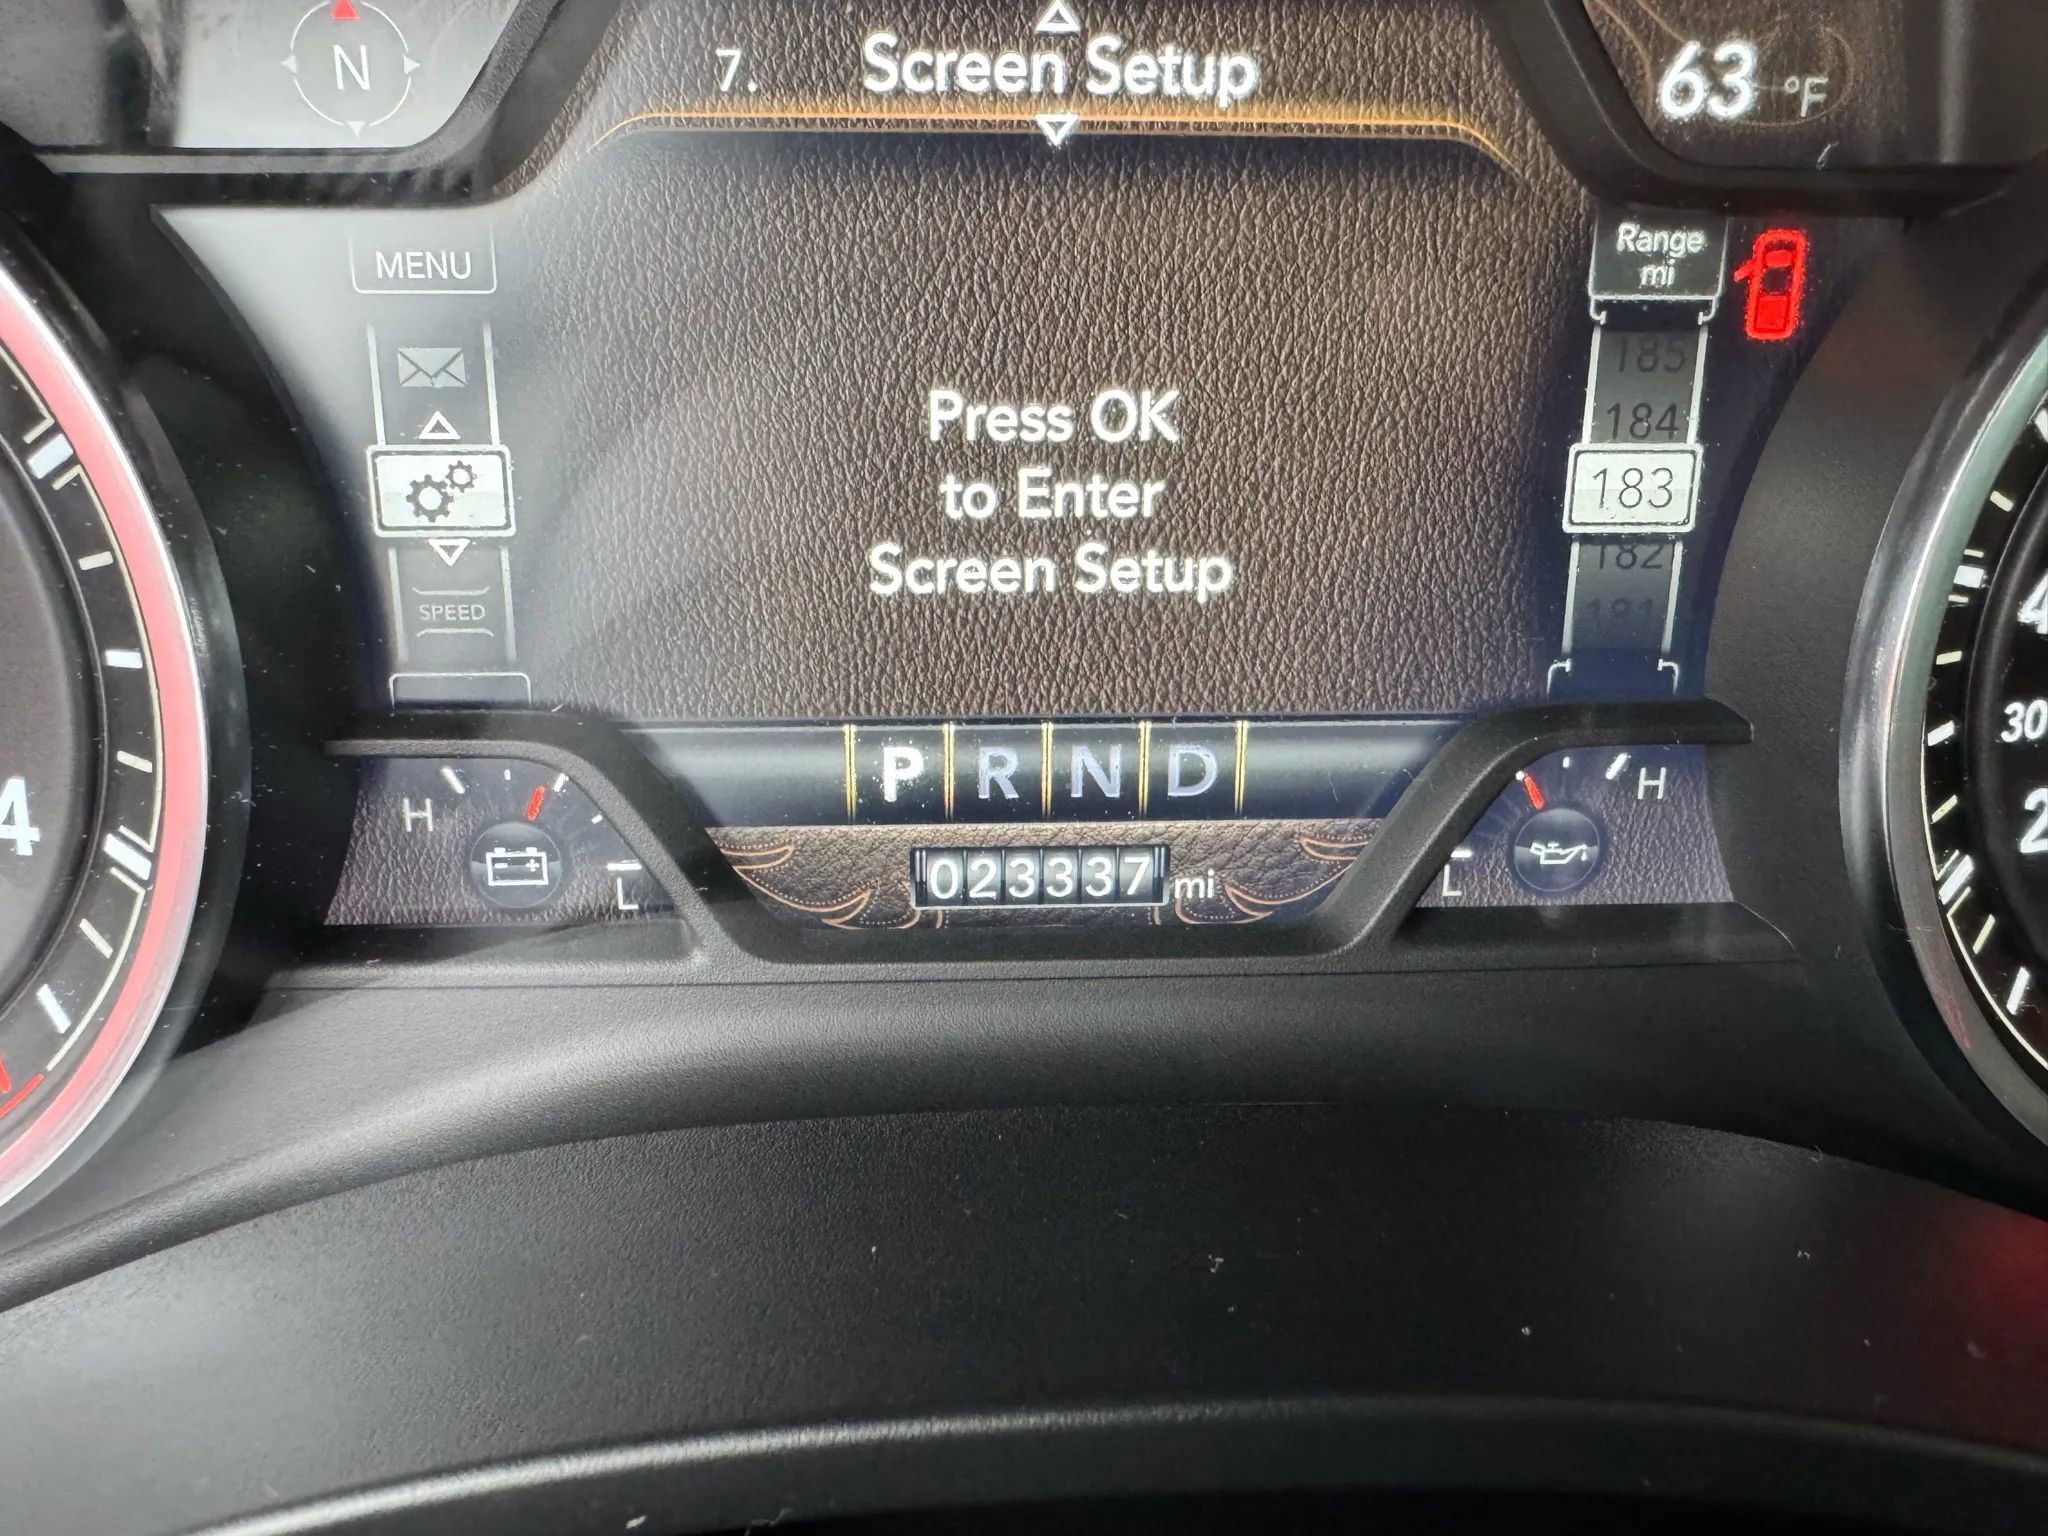 N
7. Screen Setup
63 °F
MENU
Range
mi
185
184
183
182
181
Press OK
to Enter
Screen Setup
SPEED
P R N D
H
L
H
L
023337 mi
4
30